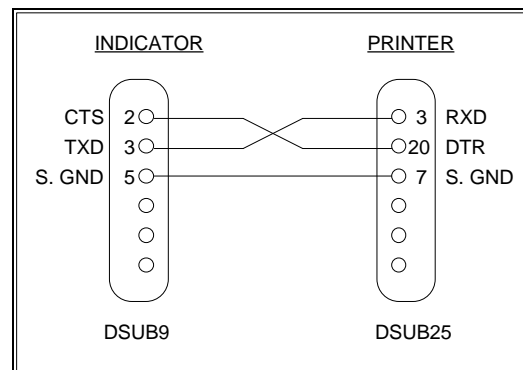 INDICATOR PRINTER
CTS 2 3 RXD
TXD 3 20 DTR
S. GND 5 7 S. GND
DSUB9 DSUB25